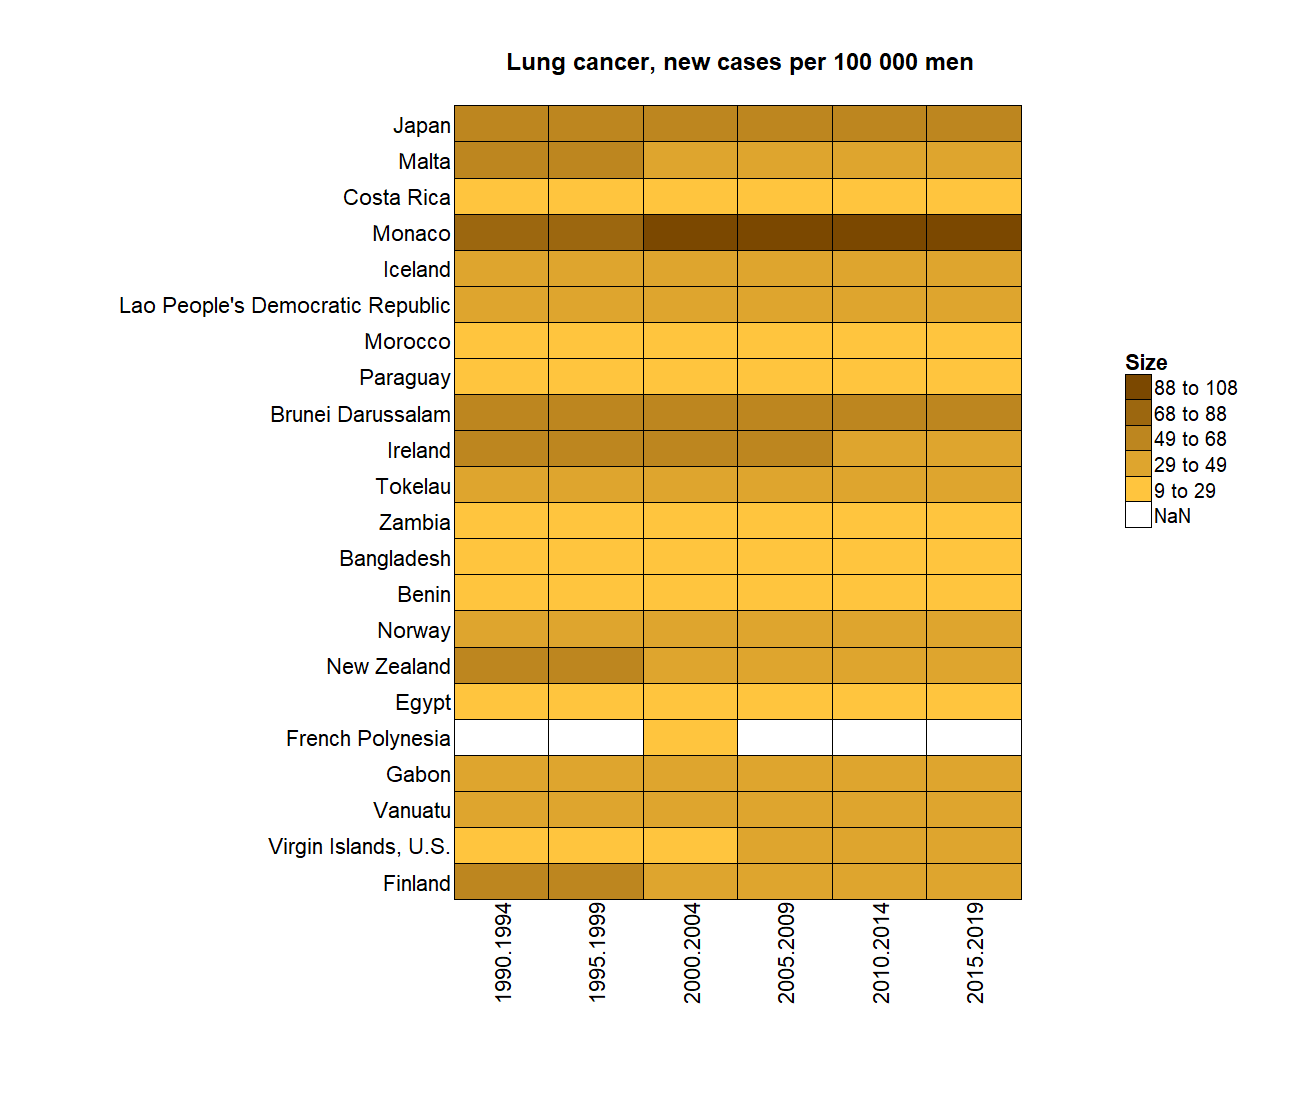 Lung cancer, new cases per 100 000 men
Japan
Malta
Costa Rica
Monaco
Iceland
Lao People's Democratic Republic
Morocco
Paraguay
Brunei Darussalam
Ireland
Tokelau
Zambia
Bangladesh
Benin
Norway
New Zealand
Egypt
French Polynesia
Gabon
Vanuatu
Virgin Islands, U.S.
Finland
1990.1994
1995.1999
2000.2004
2005.2009
2010.2014
2015.2019
Size
88 to 108
68 to 88
49 to 68
29 to 49
9 to 29
NaN